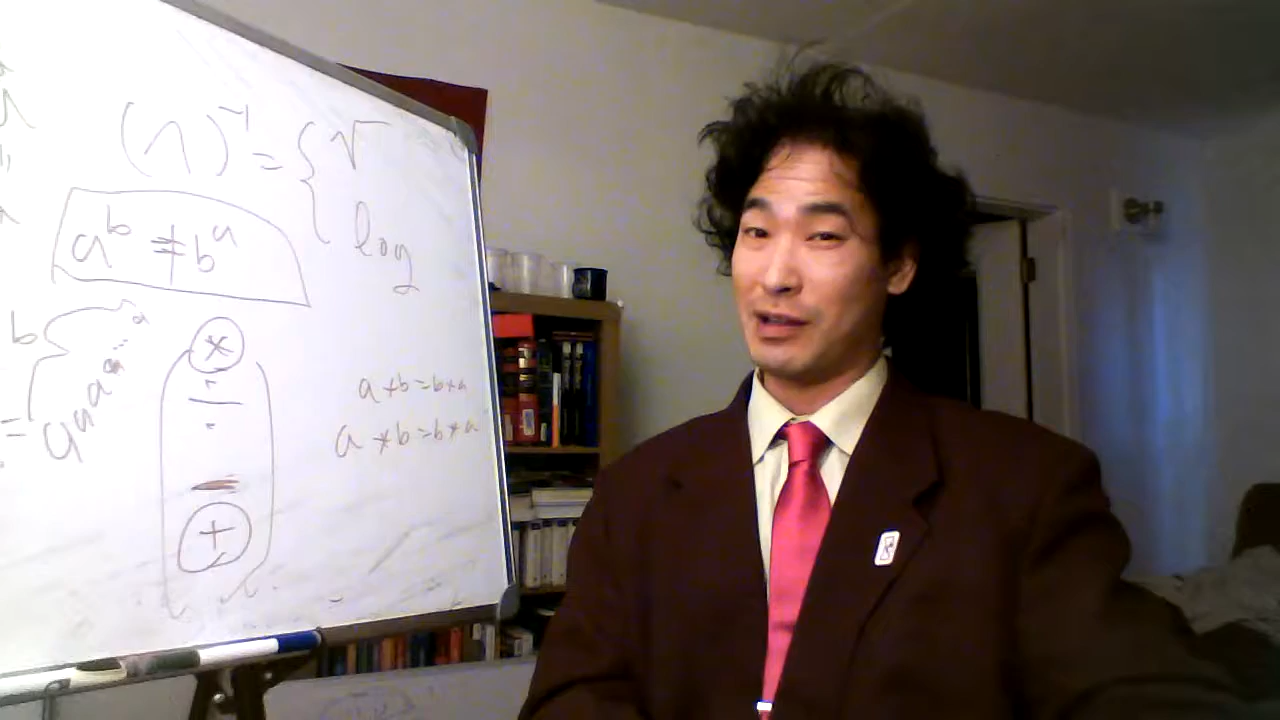 (^)^-1 = { √
log
a^b ≠ b^a
b
= a^a^a^a...^a
*
÷
−
+
a+b=b+a
a*b=b*a